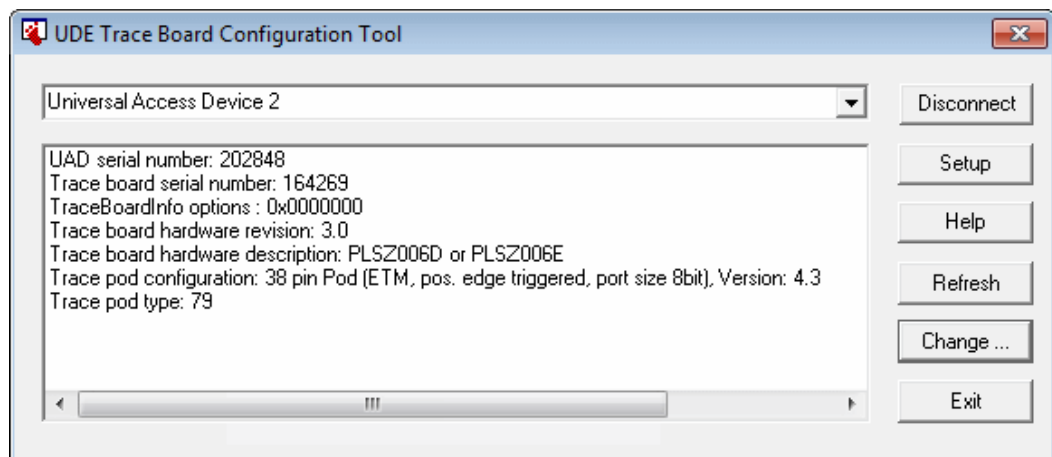 UDE Trace Board Configuration Tool
Universal Access Device 2
Disconnect
UAD serial number: 202848
Trace board serial number: 164269
TraceBoardInfo options : 0x0000000
Trace board hardware revision: 3.0
Trace board hardware description: PLSZ006D or PLSZ006E
Trace pod configuration: 38 pin Pod (ETM, pos. edge triggered, port size 8bit), Version: 4.3
Trace pod type: 79
Setup
Help
Refresh
Change ...
Exit